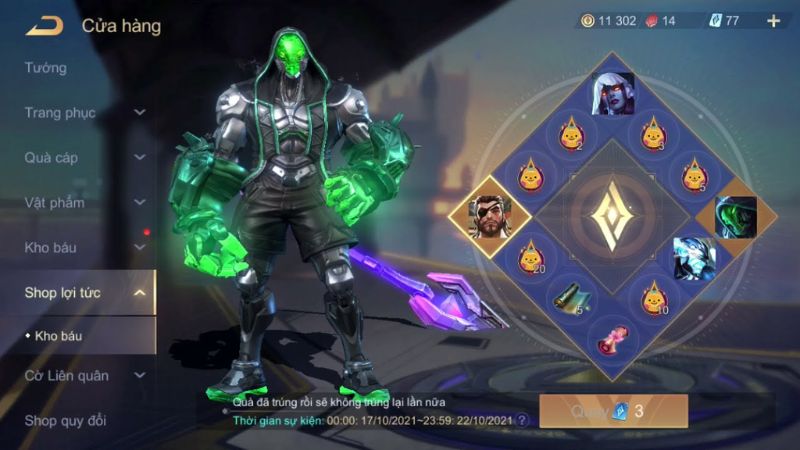 Cửa hàng
11 302
14
77
Tướng
Trang phục
Quà cáp
Vật phẩm
Kho báu
Shop lợi tức
Kho báu
Cờ Liên quân
Shop quy đổi
2
3
5
20
5
10
Quà đã trúng rồi sẽ không trúng lại lần nữa
Thời gian sự kiện: 00:00: 17/10/2021~23:59: 22/10/2021
Quay 3